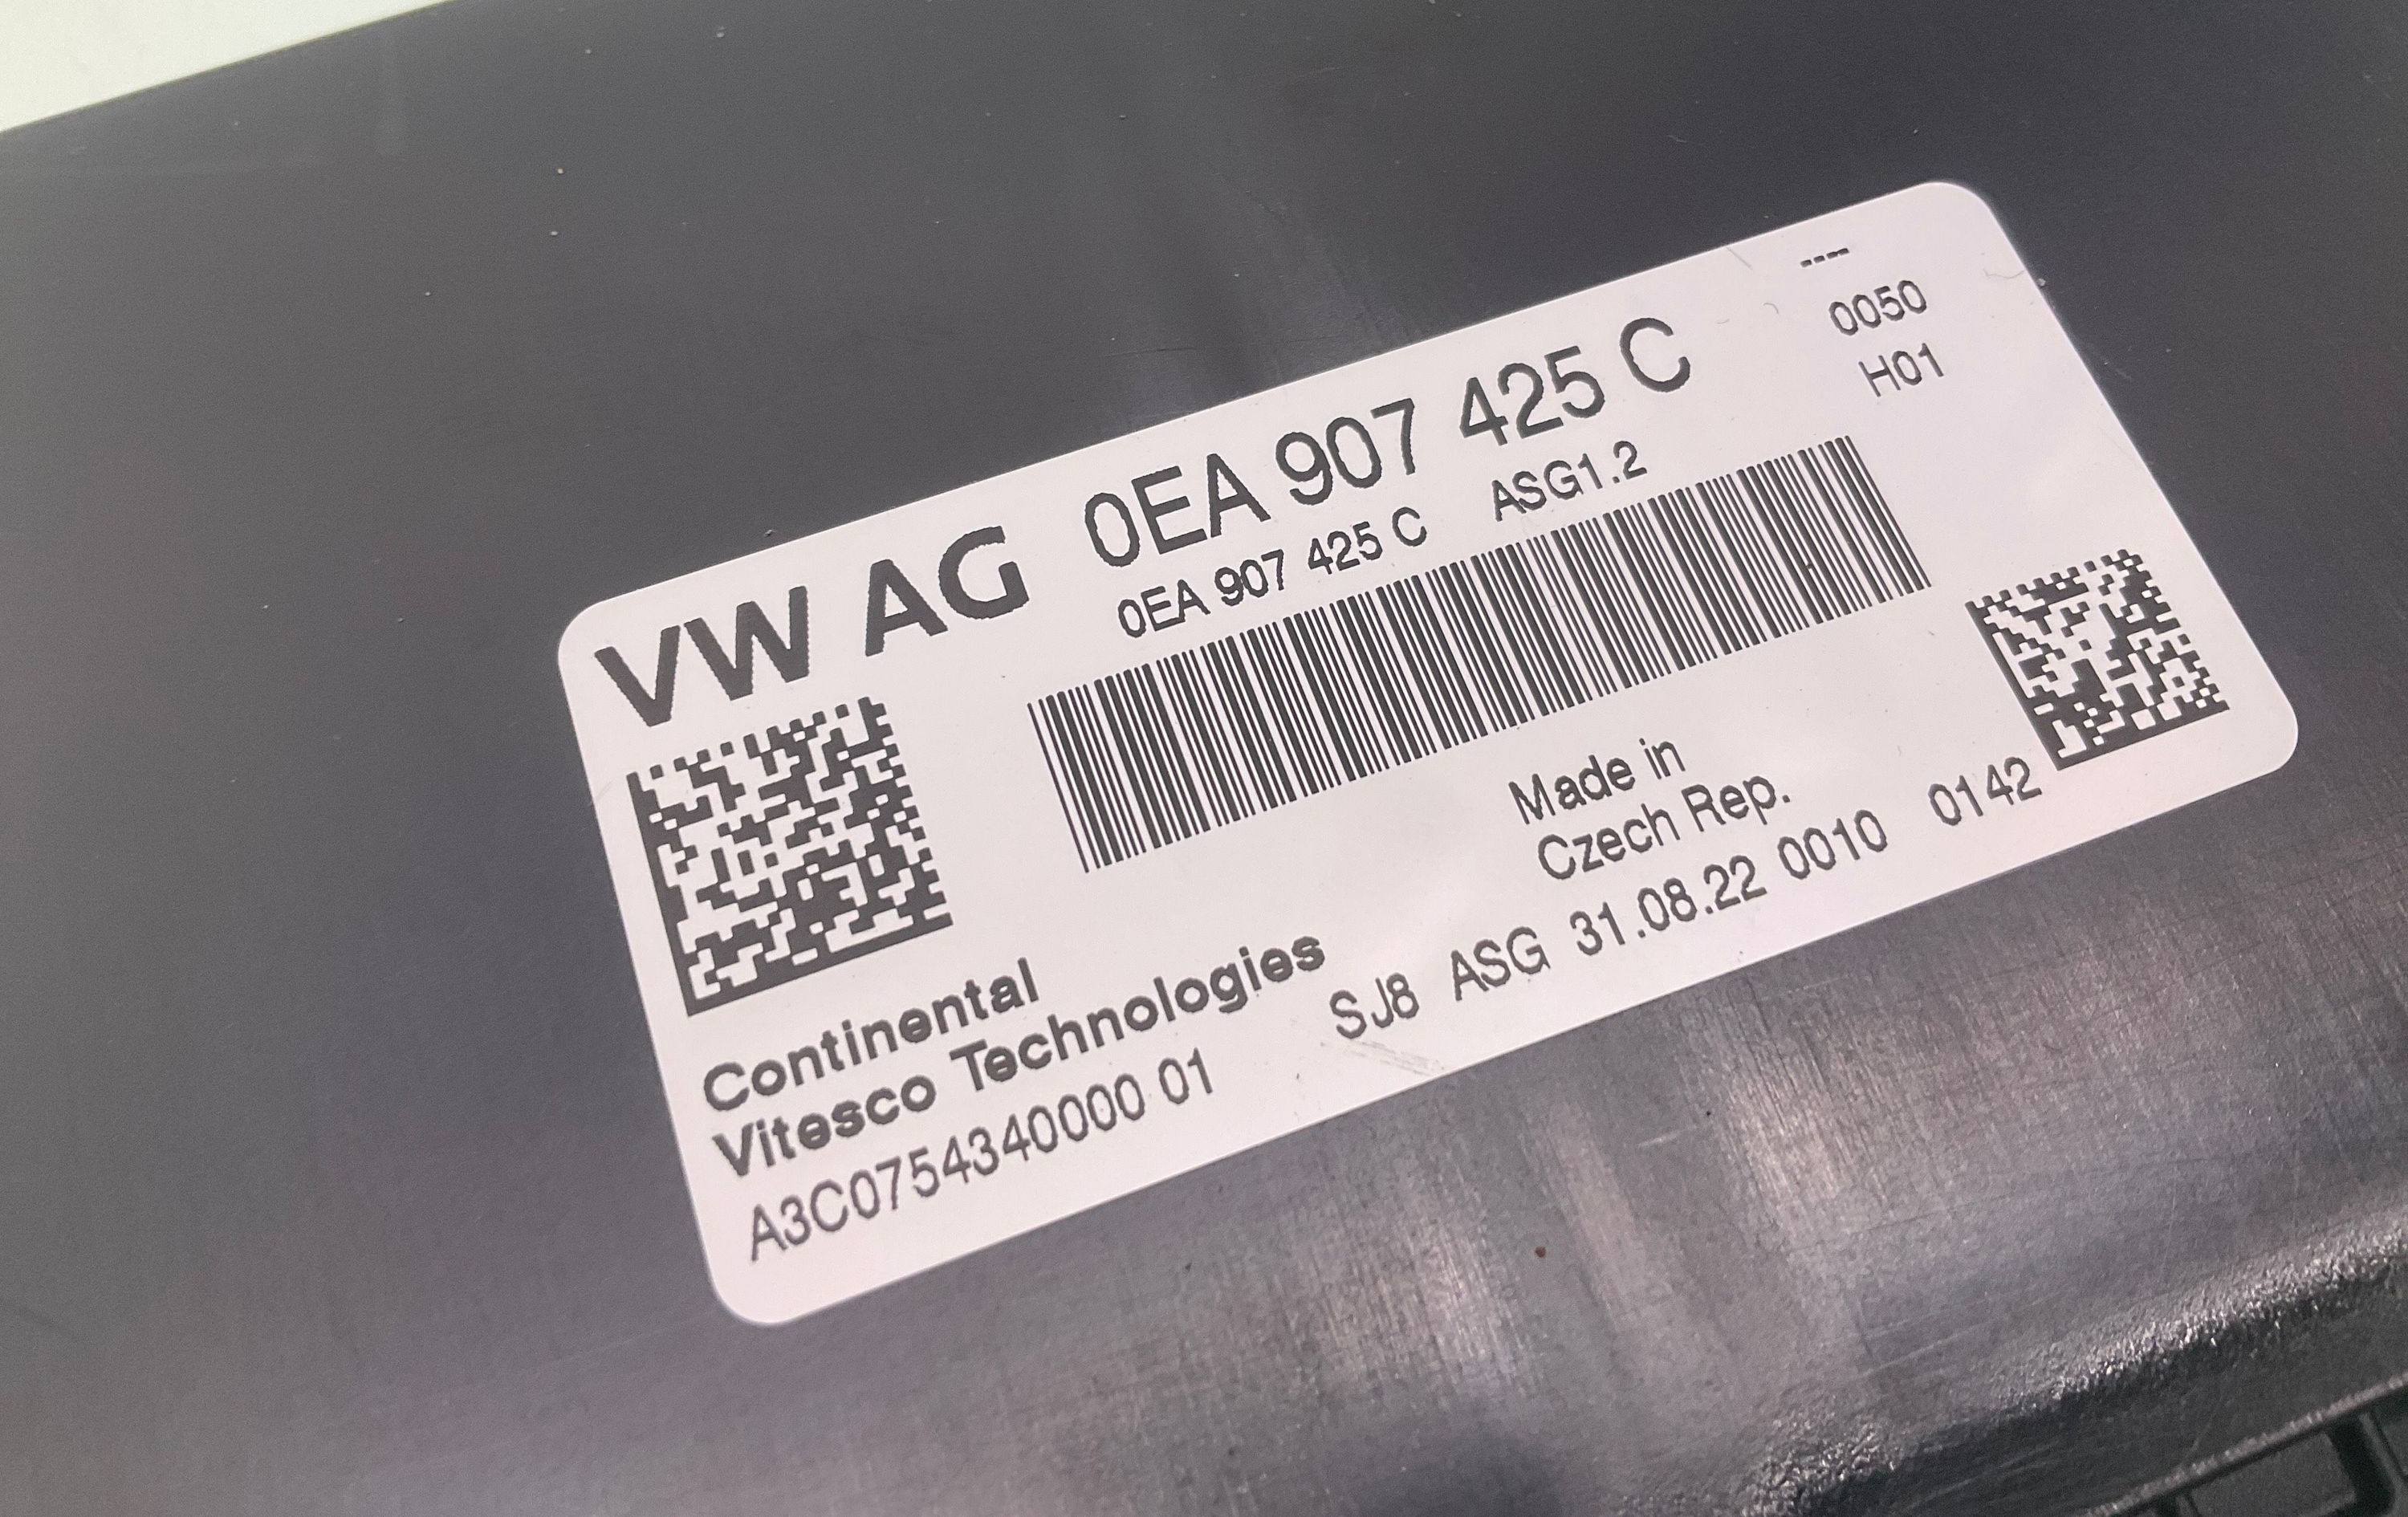 ----
0050
H01
VW AG 0EA 907 425 C
0EA 907 425 C ASG1.2
Made in
Czech Rep.
Continental
Vitesco Technologies
A3C0754340000 01 SJ8 ASG 31.08.22 0010 0142